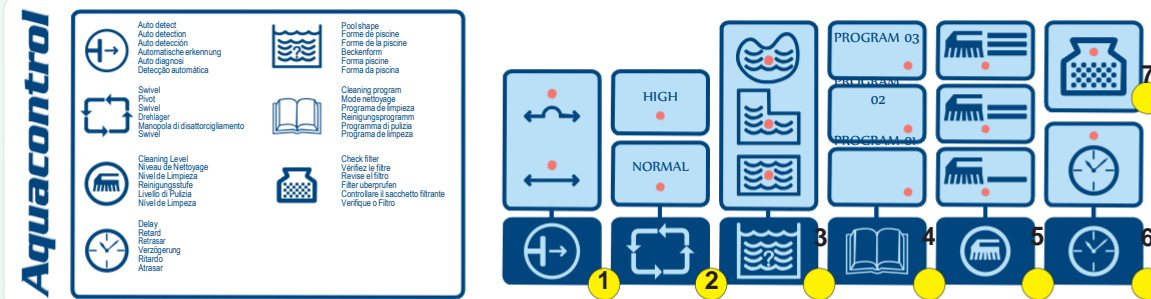 Aquacontrol
Auto detect
Auto detection
Auto detección
Automatische erkennung
Auto diagnosi
Detecção automática
Swivel
Pivot
Swivel
Drehlager
Manopola di disattorcigliamento
Swivel
Cleaning Level
Niveau de Nettoyage
Nivel de Limpieza
Reinigungsstufe
Livello di Pulizia
Nivel de Limpeza
Delay
Retard
Retrasar
Verzögerung
Ritardo
Atrasar
Pool shape
Forme de piscine
Forme de la piscine
Beckenform
Forma piscine
Forma da piscina
Cleaning program
Mode nettoyage
Programa de limpieza
Reinigungsprogramm
Programma di pulizia
Programa de limpeza
Check filter
Vérifiez le filtre
Revise el filtro
Filter uberprufen
Controllare il sacchetto filtrante
Verifique o Filtro
HIGH
NORMAL
PROGRAM 03
PROGRAM
02
PROGRAM 01
?
?
1
2
3
4
5
6
7